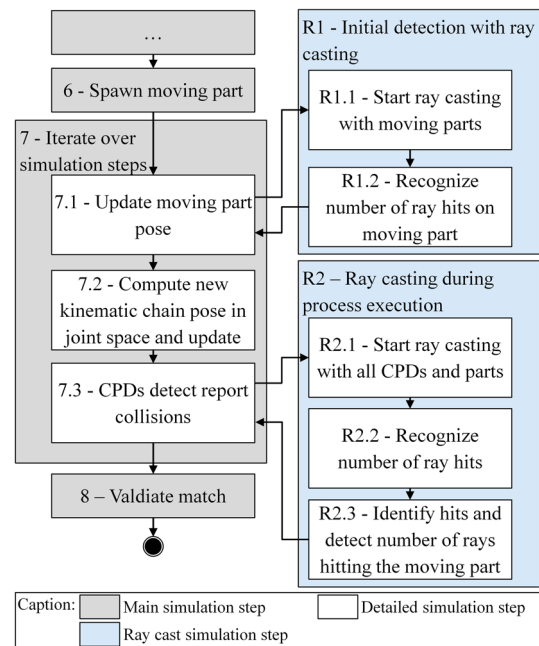 ...
6 - Spawn moving part
7 - Iterate over
simulation steps
7.1 - Update moving part
pose
7.2 - Compute new
kinematic chain pose in
joint space and update
7.3 - CPDs detect report
collisions
8 – Valdiate match
R1 - Initial detection with ray
casting
R1.1 - Start ray casting
with moving parts
R1.2 - Recognize
number of ray hits on
moving part
R2 – Ray casting during
process execution
R2.1 - Start ray casting
with all CPDs and parts
R2.2 - Recognize
number of ray hits
R2.3 - Identify hits and
detect number of rays
hitting the moving part
Caption:
Main simulation step
Detailed simulation step
Ray cast simulation step